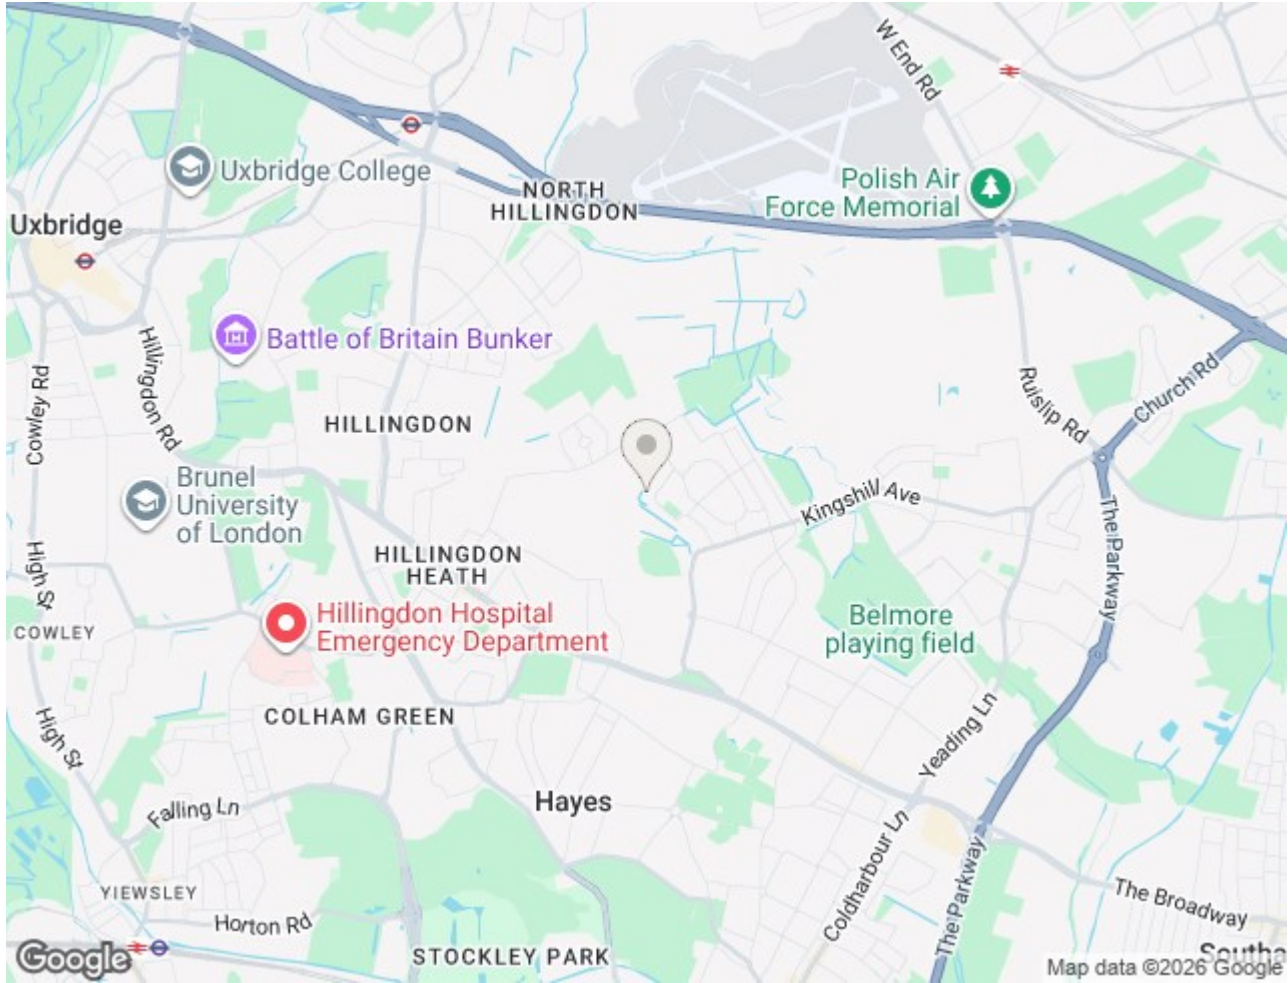 W End Rd
Uxbridge College
NORTH
HILLINGDON
Polish Air
Force Memorial
Uxbridge
Battle of Britain Bunker
Hillingdon Rd
Cowley Rd
Ruislip Rd
Church Rd
HILLINGDON
Brunel
University
of London
Kingshill Ave
The Parkway
High St
HILLINGDON
HEATH
Hillingdon Hospital
Emergency Department
Belmore
playing field
COWLEY
COLHAM GREEN
High St
Yeading Ln
Falling Ln
Hayes
Coldharbour Ln
The Parkway
YIEWSLEY
The Broadway
Horton Rd
STOCKLEY PARK
Southa
Google
Map data ©2026 Google